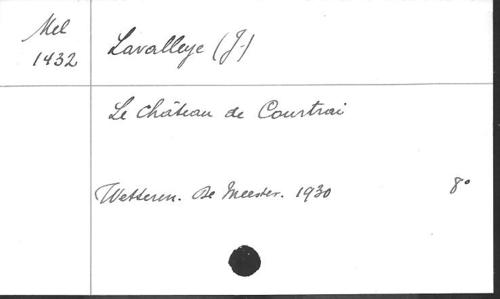 Mel
1432
Lavalleye (J.)
Le Château de Courtrai
Wetteren. De Meester. 1930
8°